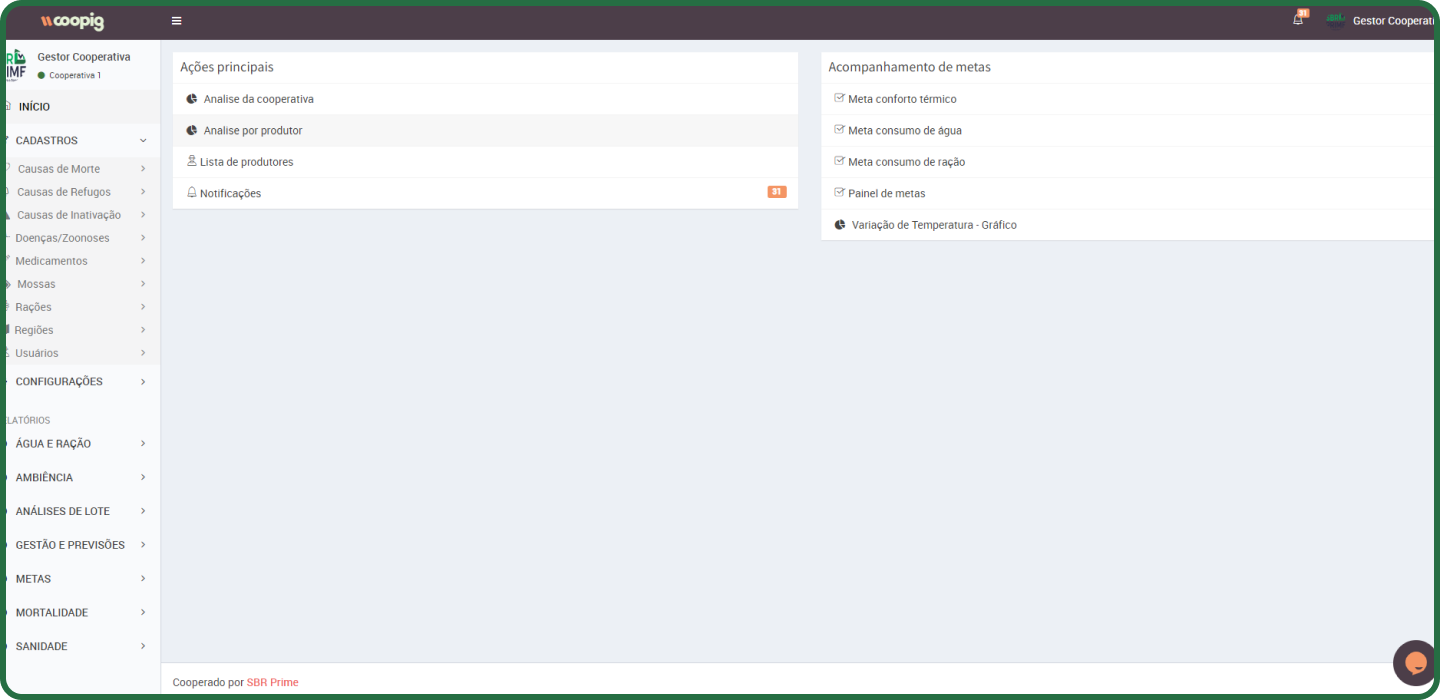 coopig
31
Gestor Cooperati
Gestor Cooperativa
Cooperativa 1
INÍCIO
CADASTROS
Causas de Morte
Causas de Refugos
Causas de Inativação
Doenças/Zoonoses
Medicamentos
Mossas
Rações
Regiões
Usuários
CONFIGURAÇÕES
LATÓRIOS
ÁGUA E RAÇÃO
AMBIÊNCIA
ANÁLISES DE LOTE
GESTÃO E PREVISÕES
METAS
MORTALIDADE
SANIDADE
Ações principais
Analise da cooperativa
Analise por produtor
Lista de produtores
Notificações 31
Acompanhamento de metas
Meta conforto térmico
Meta consumo de água
Meta consumo de ração
Painel de metas
Variação de Temperatura - Gráfico
Cooperado por SBR Prime